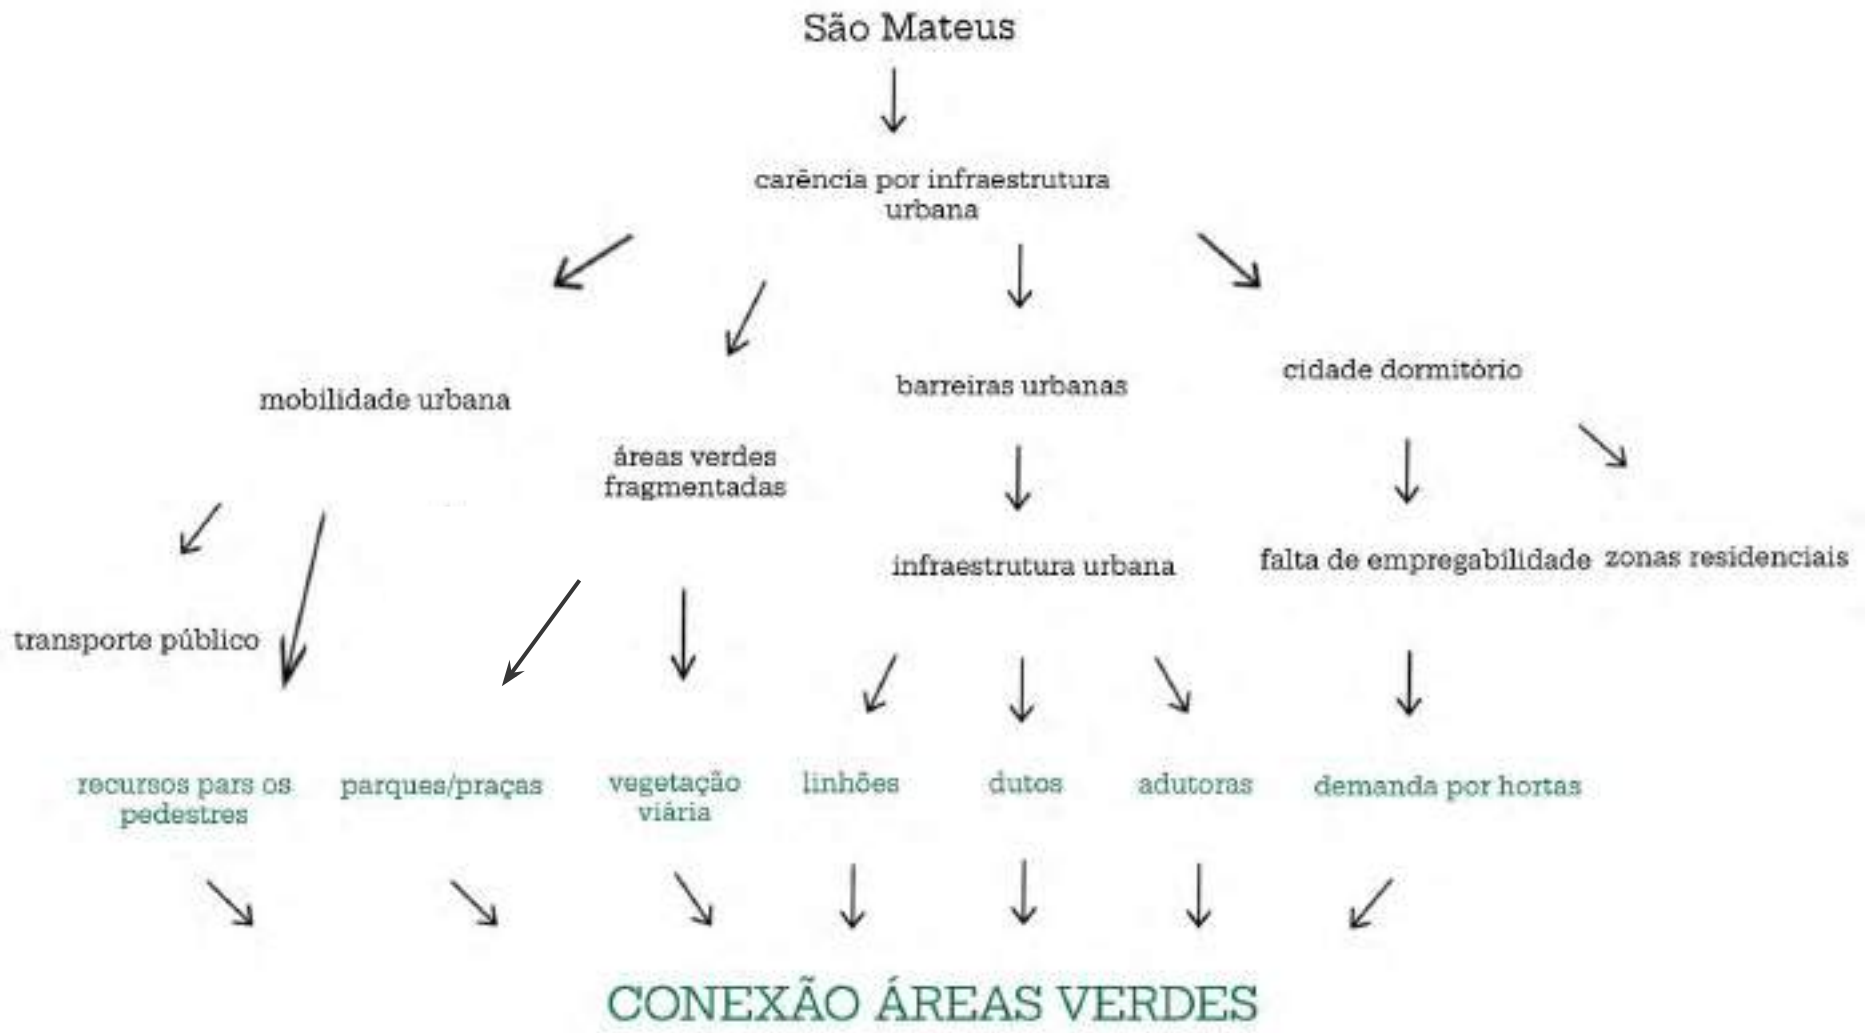 São Mateus
carência por infraestrutura
urbana
mobilidade urbana
áreas verdes
fragmentadas
barreiras urbanas
cidade dormitório
infraestrutura urbana
falta de empregabilidade
zonas residenciais
transporte público
recursos pars os
pedestres
parques/praças
vegetação
viária
linhões
dutos
adutoras
demanda por hortas
CONEXÃO ÁREAS VERDES